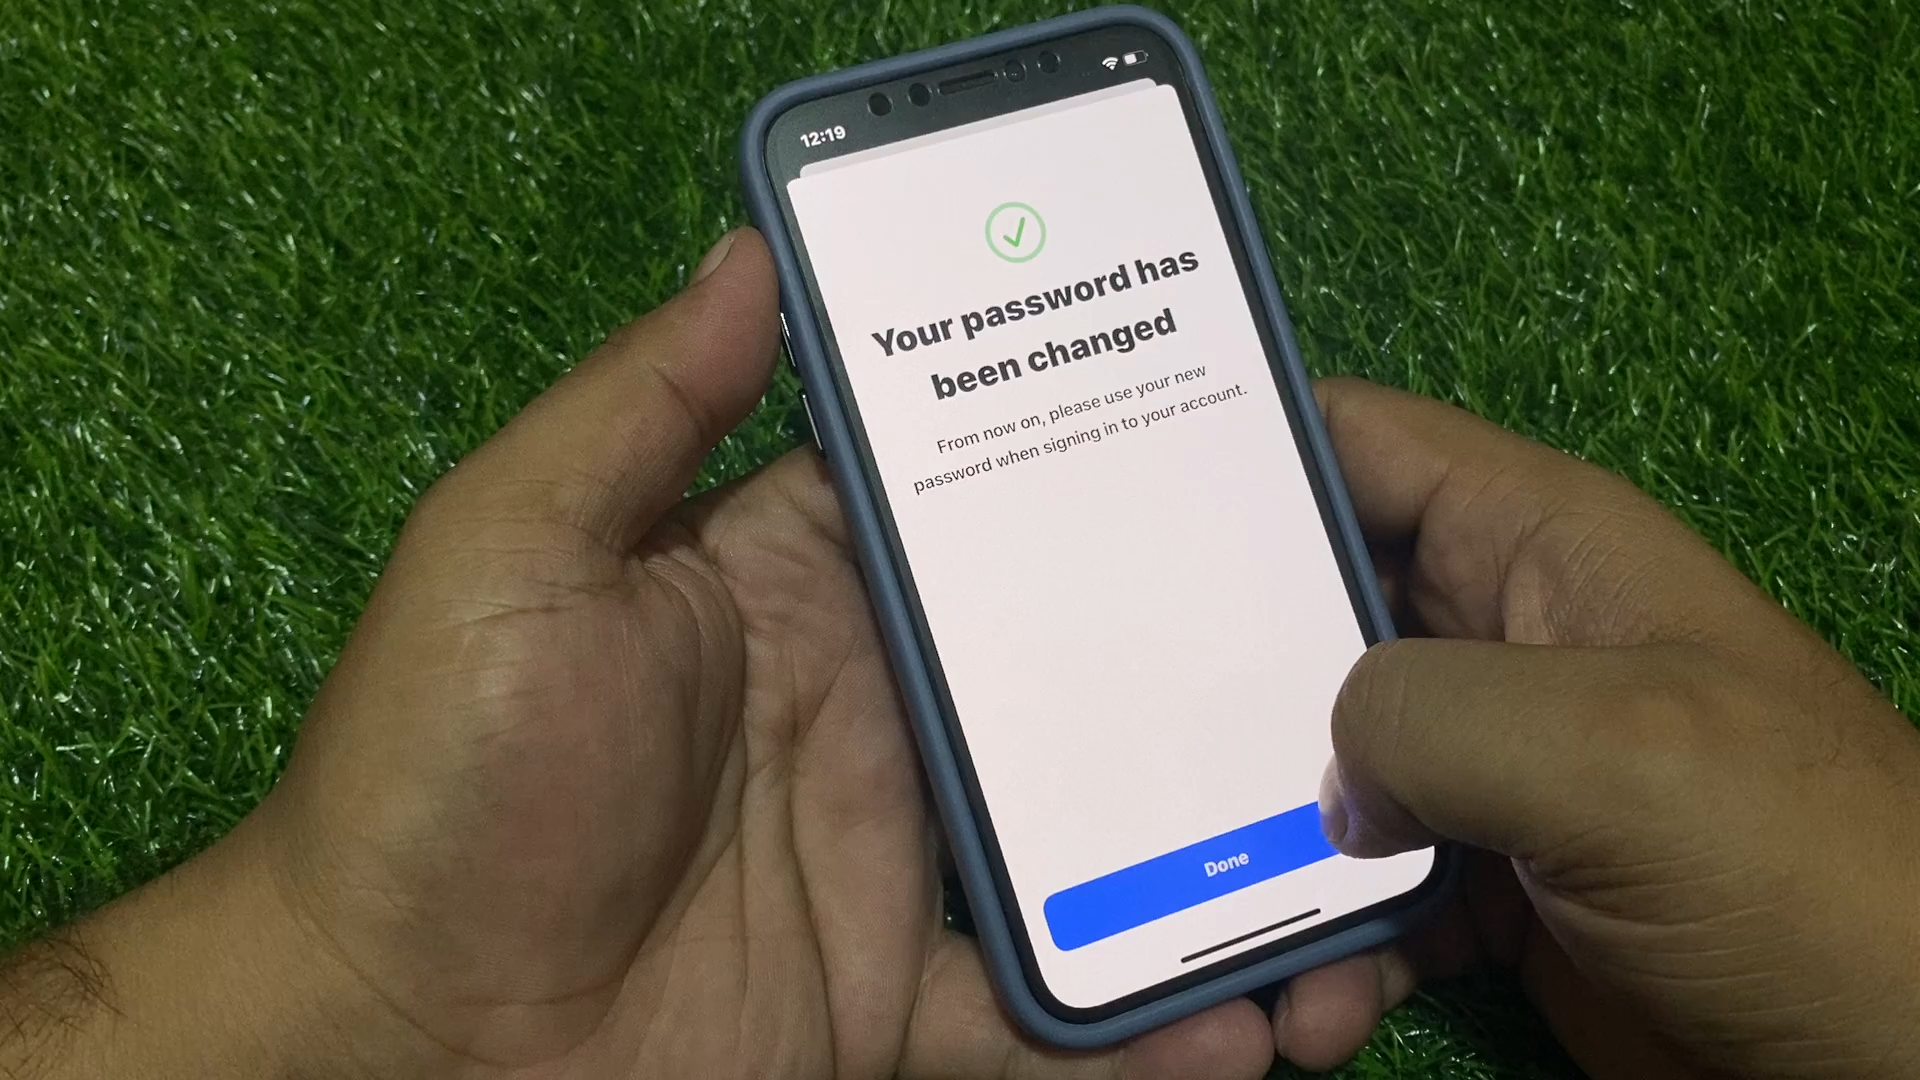 12:19
Your password has
been changed
From now on, please use your new
password when signing in to your account.
Done